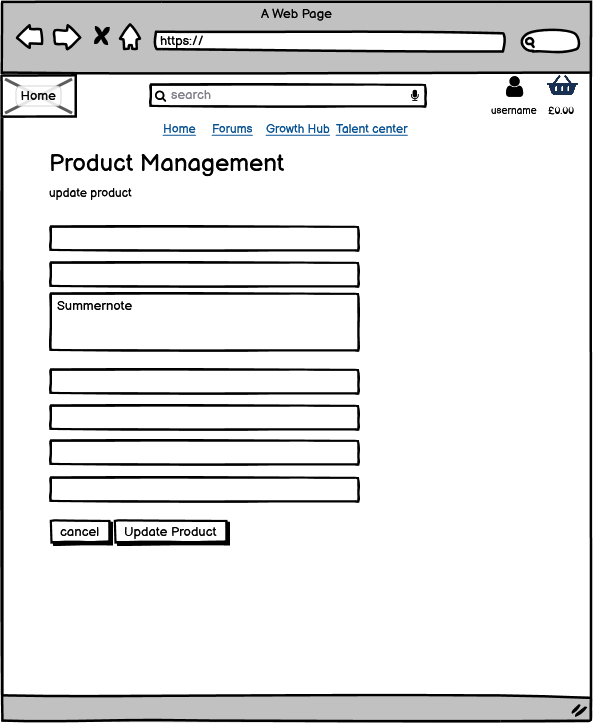 A Web Page
https://
Home
search
username
£0.00
Home Forums Growth Hub Talent center
Product Management
update product
Summernote
cancel Update Product